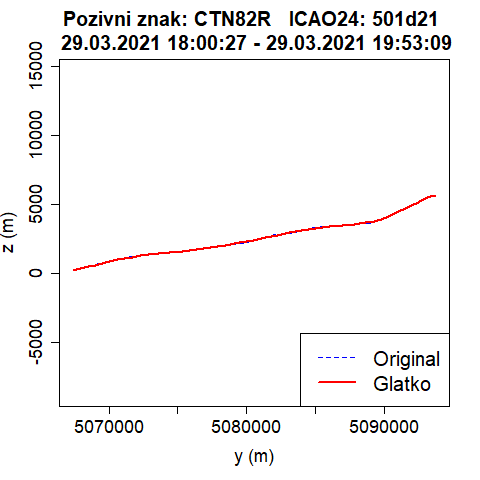 Pozivni znak: CTN82R   ICAO24: 501d21
29.03.2021 18:00:27 - 29.03.2021 19:53:09
15000
10000
5000
0
-5000
z (m)
Original
Glatko
5070000 5080000 5090000
y (m)